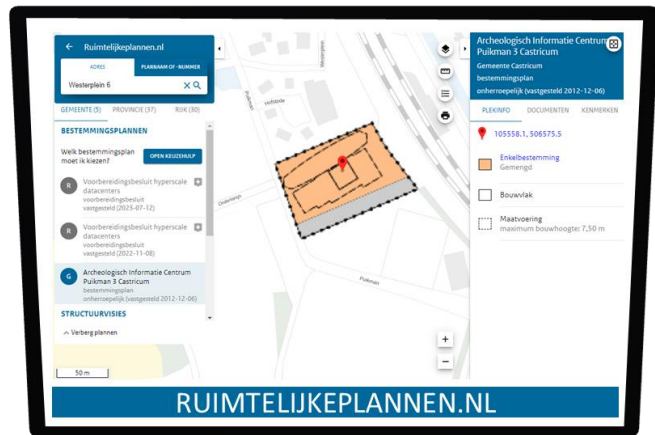 Ruimtelijkeplannen.nl
ADRES
PLANNAAM OF -NUMMER
Westerplein 6
GEMEENTE (5)
PROVINCIE (37)
RIJK (30)
BESTEMMINGSPLANNEN
Welk bestemmingsplan
moet ik kiezen?
OPEN KEUZEHULP
R
Voorbereidingsbesluit hyperscale
datacenters
voorbereidingsbesluit
vastgesteld (2023-07-12)
R
Voorbereidingsbesluit hyperscale
datacenters
voorbereidingsbesluit
vastgesteld (2022-11-08)
G
Archeologisch Informatie Centrum
Puikman 3 Castricum
bestemmingsplan
onherroepelijk (vastgesteld 2012-12-06)
STRUCTUURVISIES
Verberg plannen
50 m
Puikman
Hofstede
Meijerijplein
Onderlangs
Puikman
Archeologisch Informatie Centrum
Puikman 3 Castricum
Gemeente Castricum
bestemmingsplan
onherroepelijk (vastgesteld 2012-12-06)
PLEKINFO
DOCUMENTEN
KENMERKEN
105558.1, 506575.5
Enkelbestemming
Gemengd
Bouwvlak
Maatvoering
maximum bouwhoogte: 7,50 m
RUIMTELIJKEPLANNEN.NL